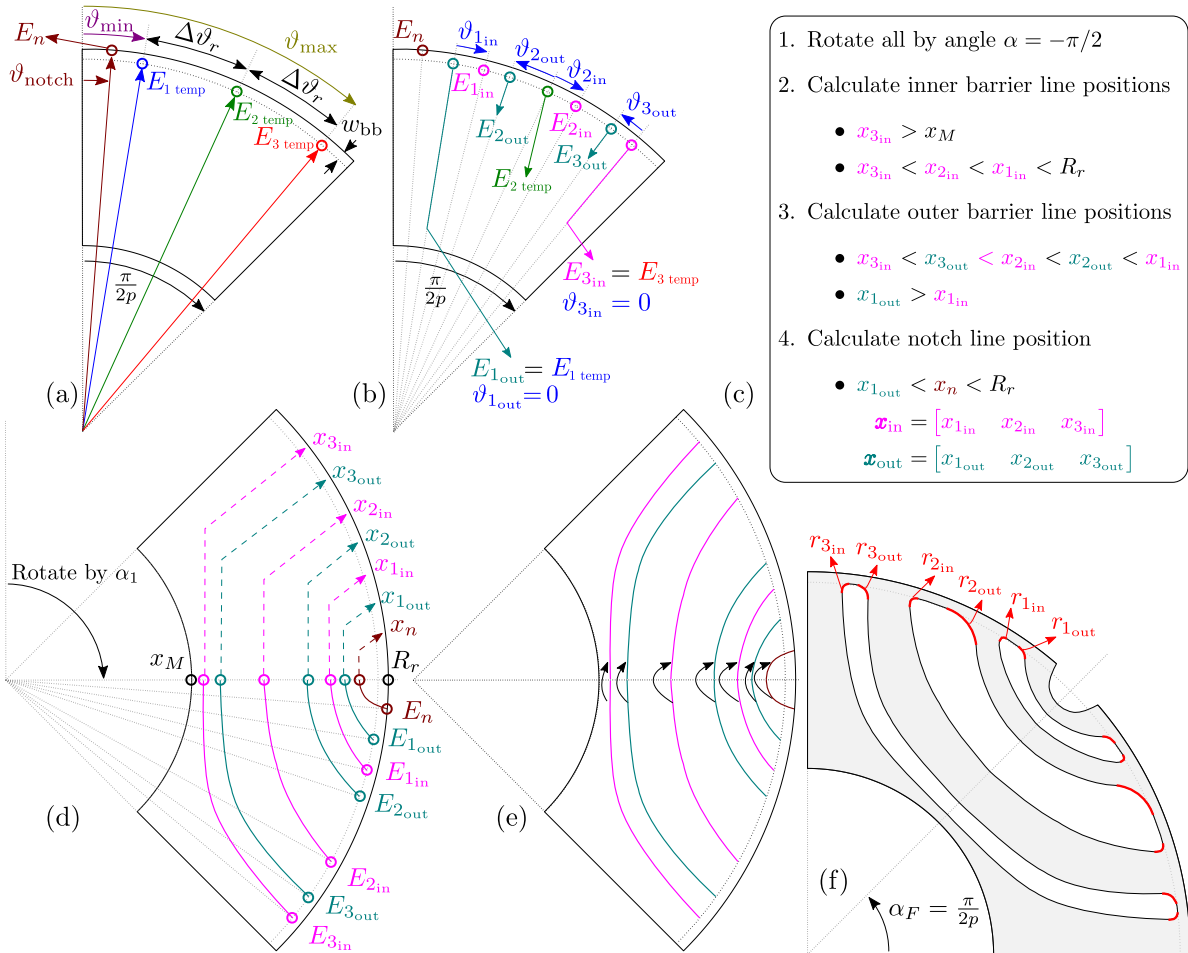 ϑ_min
E_n
Δϑ_r
ϑ_max
ϑ_notch
E_1 temp
Δϑ_r
E_2 temp
w_bb
E_3 temp
π/2p
(a)
E_n
ϑ_1in
ϑ_2out
ϑ_2in
ϑ_3out
E_1in
E_2out
E_2in
E_3out
E_2 temp
π/2p
E_3in = E_3 temp
ϑ_3in = 0
E_1out = E_1 temp
ϑ_1out = 0
(b)
1. Rotate all by angle α = −π/2
2. Calculate inner barrier line positions
• x_3in > x_M
• x_3in < x_2in < x_1in < R_r
3. Calculate outer barrier line positions
• x_3in < x_3out < x_2in < x_2out < x_1in
• x_1out > x_1in
4. Calculate notch line position
• x_1out < x_n < R_r
x_in = [x_1in x_2in x_3in]
x_out = [x_1out x_2out x_3out]
(c)
x_3in
x_3out
x_2in
x_2out
x_1in
x_1out
x_n
Rotate by α_1
x_M
R_r
E_n
E_1out
E_1in
E_2out
E_2in
E_3out
E_3in
(d)
(e)
r_3in
r_3out
r_2in
r_2out
r_1in
r_1out
α_F = π/2p
(f)